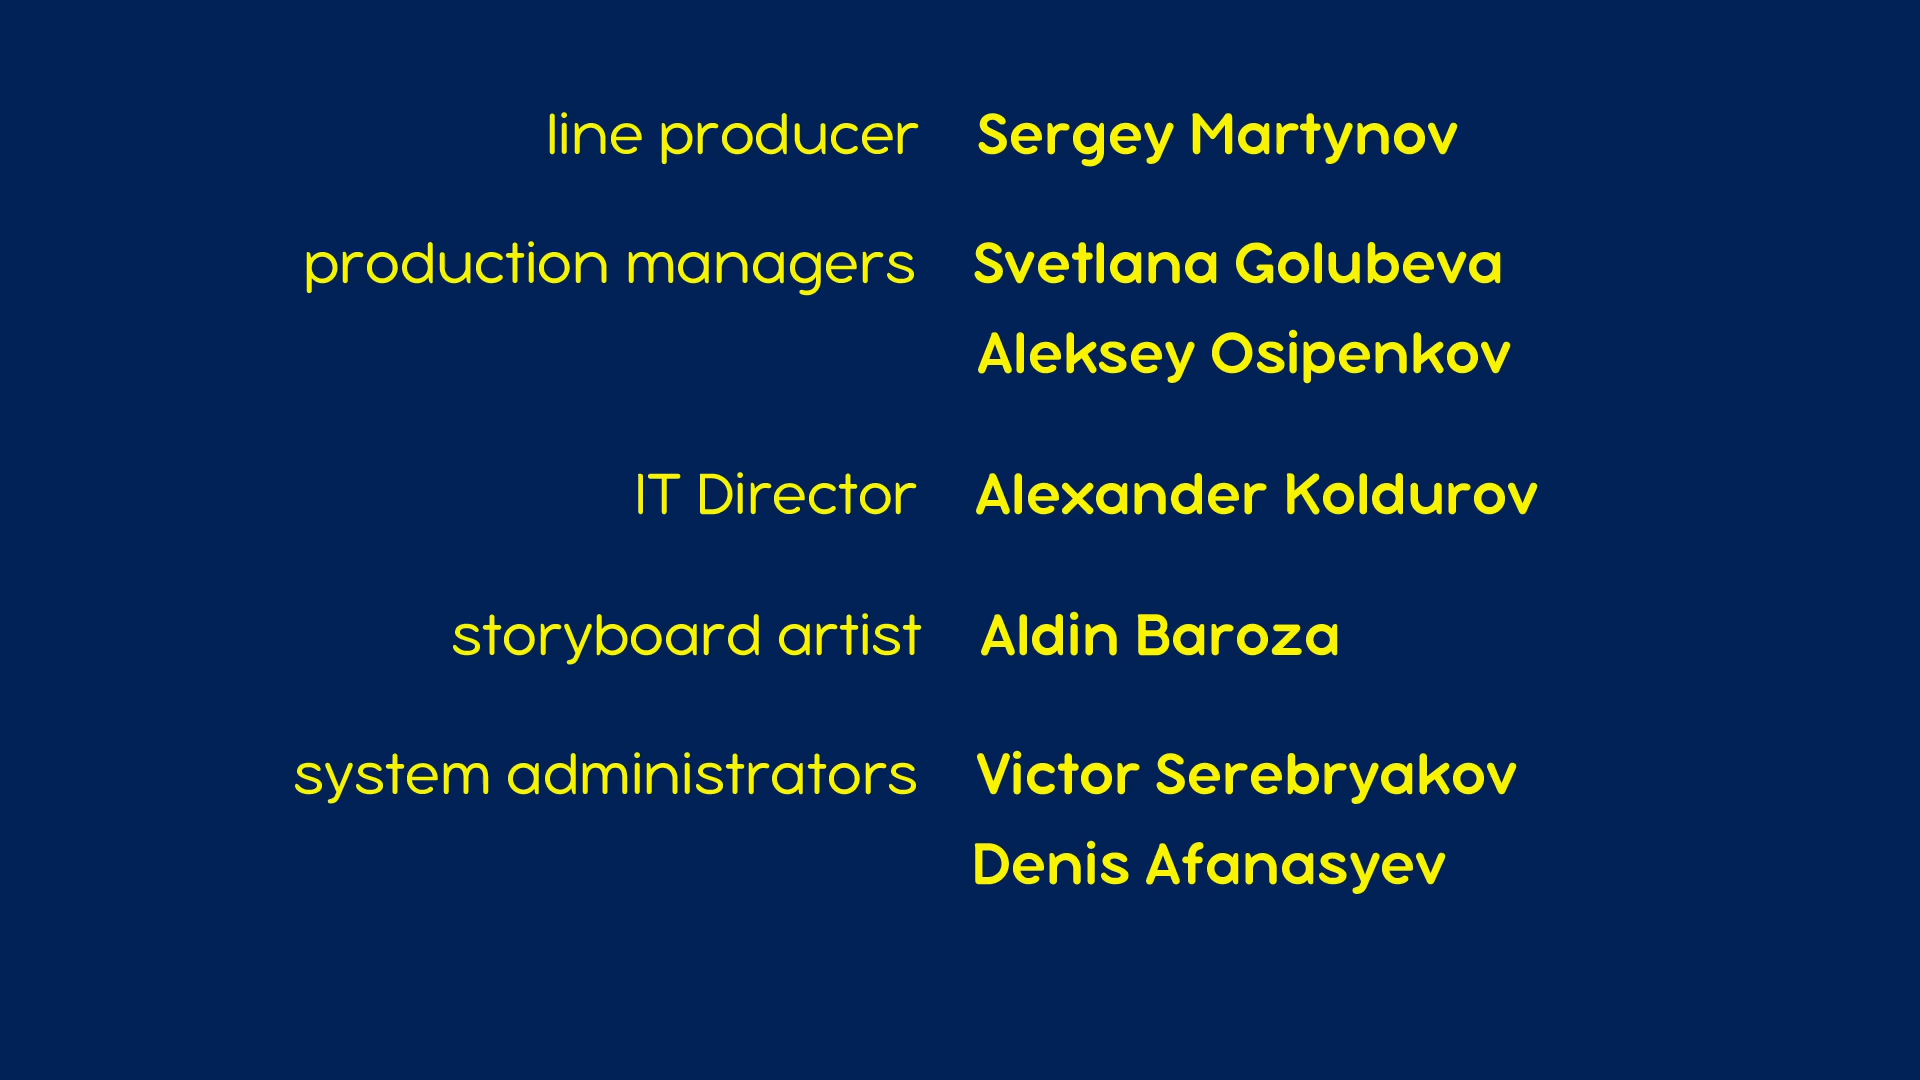 line producer Sergey Martynov
production managers Svetlana Golubeva
Aleksey Osipenkov
IT Director Alexander Koldurov
storyboard artist Aldin Baroza
system administrators Victor Serebryakov
Denis Afanasyev